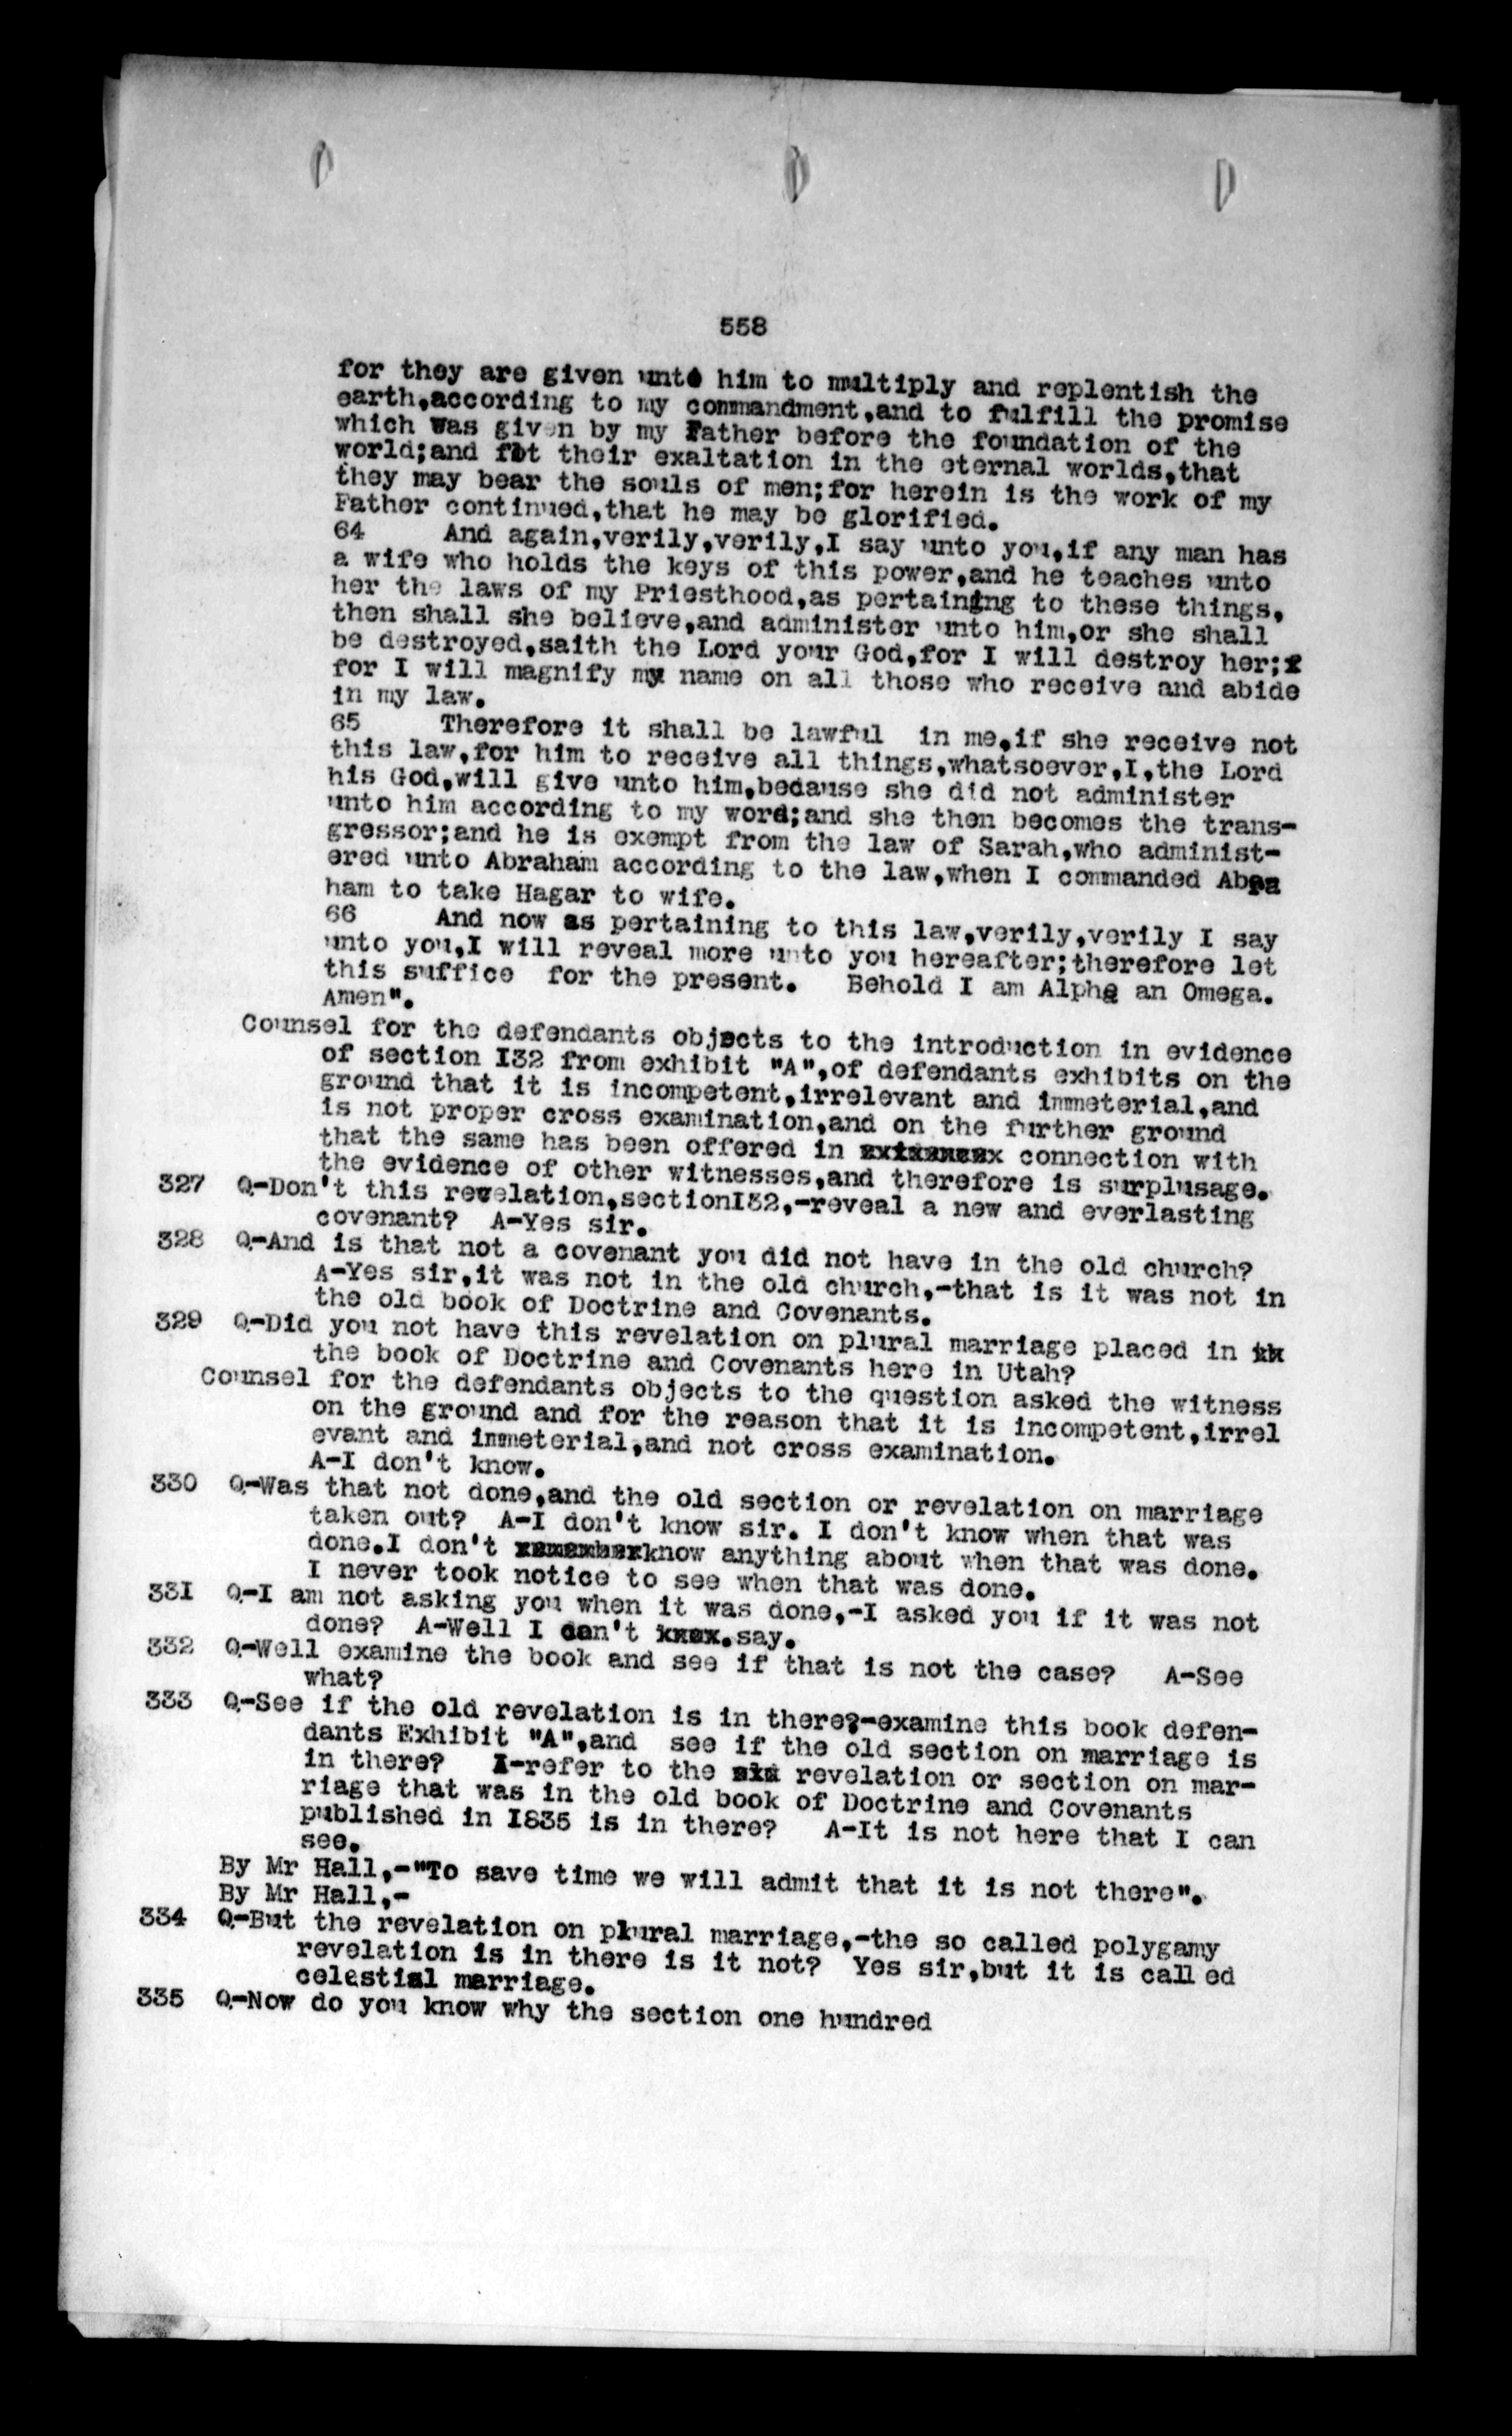 558
for they are given unto him to multiply and replentish the
earth,according to my commandment,and to fulfill the promise
which was given by my Father before the foundation of the
world;and fot their exaltation in the eternal worlds,that
they may bear the souls of men;for herein is the work of my
Father continued,that he may be glorified.
64 And again,verily,verily,I say unto you,if any man has
a wife who holds the keys of this power,and he teaches unto
her the laws of my Priesthood,as pertaining to these things,
then shall she believe,and administer unto him,or she shall
be destroyed,saith the Lord your God,for I will destroy her;f
for I will magnify my name on all those who receive and abide
in my law.
65 Therefore it shall be lawful in me,if she receive not
this law,for him to receive all things,whatsoever,I,the Lord
his God,will give unto him,bedause she did not administer
unto him according to my word;and she then becomes the trans-
gressor;and he is exempt from the law of Sarah,who administ-
ered unto Abraham according to the law,when I commanded Abra
ham to take Hagar to wife.
66 And now as pertaining to this law,verily,verily I say
unto you,I will reveal more unto you hereafter;therefore let
this suffice for the present. Behold I am Alpha an Omega.
Amen".
Counsel for the defendants objects to the introduction in evidence
of section I32 from exhibit "A",of defendants exhibits on the
ground that it is incompetent,irrelevant and immeterial,and
is not proper cross examination,and on the further ground
that the same has been offered in connection with
the evidence of other witnesses,and therefore is surplusage.
327 Q-Don't this revelation,sectionI32,-reveal a new and everlasting
covenant? A-Yes sir.
328 Q-And is that not a covenant you did not have in the old church?
A-Yes sir,it was not in the old church,-that is it was not in
the old book of Doctrine and Covenants.
329 Q-Did you not have this revelation on plural marriage placed in
the book of Doctrine and Covenants here in Utah?
Counsel for the defendants objects to the question asked the witness
on the ground and for the reason that it is incompetent,irrel
evant and immeterial,and not cross examination.
A-I don't know.
330 Q-Was that not done,and the old section or revelation on marriage
taken out? A-I don't know sir. I don't know when that was
done.I don't know anything about when that was done.
I never took notice to see when that was done.
33I Q-I am not asking you when it was done,-I asked you if it was not
done? A-Well I can't say.
332 Q-Well examine the book and see if that is not the case? A-See
what?
333 Q-See if the old revelation is in there?-examine this book defen-
dants Exhibit "A",and see if the old section on marriage is
in there? I-refer to the revelation or section on mar-
riage that was in the old book of Doctrine and Covenants
published in I835 is in there? A-It is not here that I can
see.
By Mr Hall,-"To save time we will admit that it is not there".
By Mr Hall,-
334 Q-But the revelation on plural marriage,-the so called polygamy
revelation is in there is it not? Yes sir,but it is call ed
celestial marriage.
335 Q-Now do you know why the section one hundred